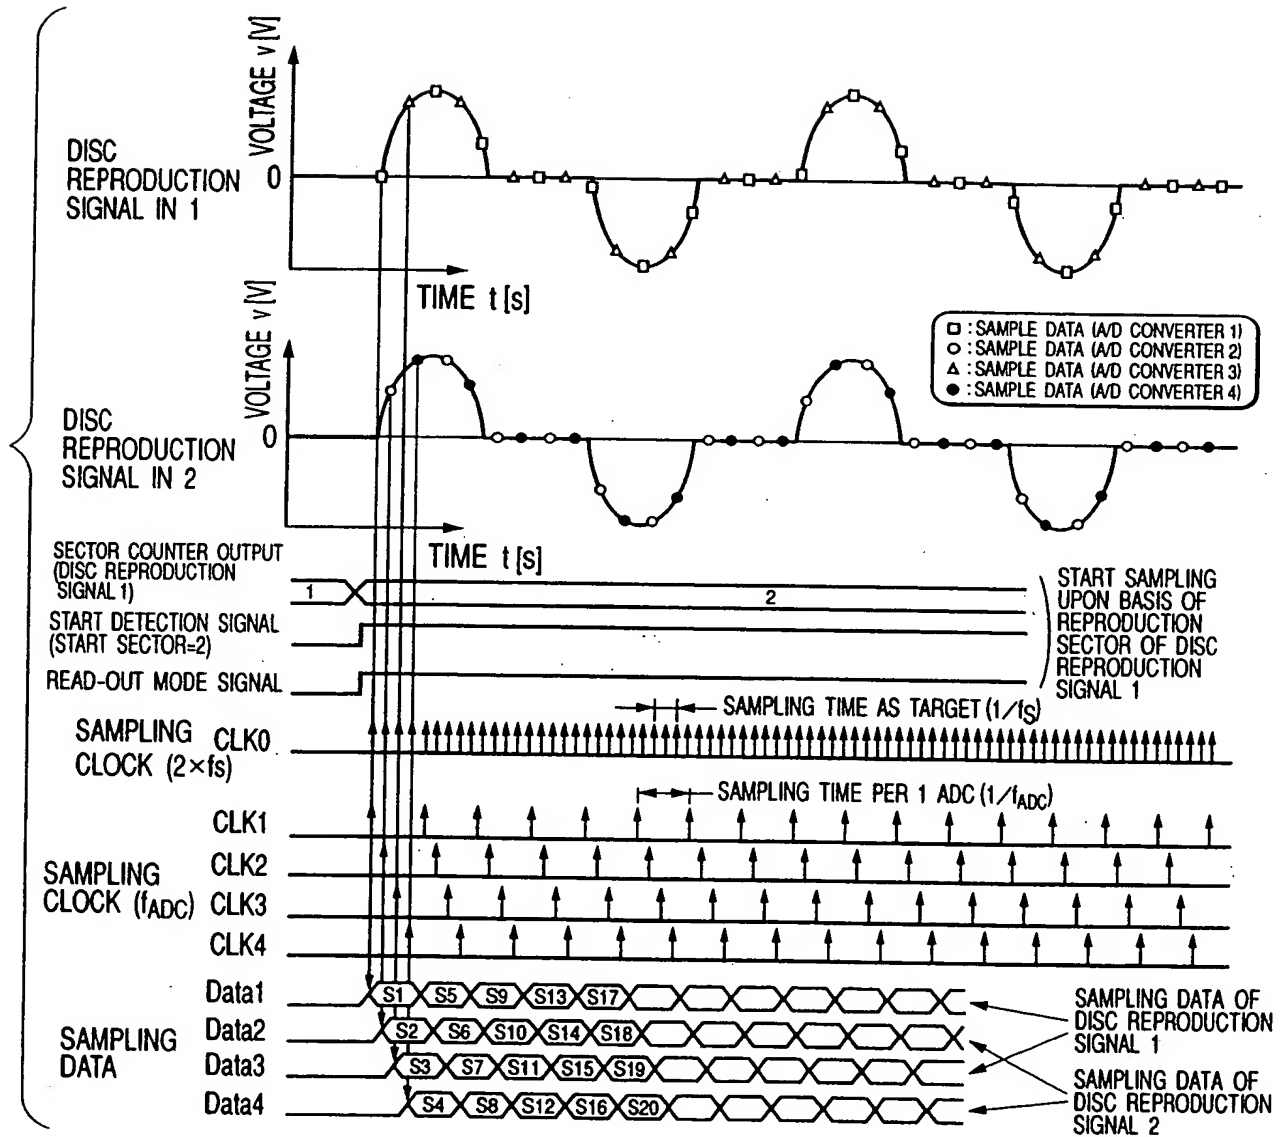 VOLTAGE v[V]
DISC
REPRODUCTION
SIGNAL IN 1
0
TIME t[s]
VOLTAGE v[V]
□ : SAMPLE DATA (A/D CONVERTER 1)
○ : SAMPLE DATA (A/D CONVERTER 2)
△ : SAMPLE DATA (A/D CONVERTER 3)
● : SAMPLE DATA (A/D CONVERTER 4)
DISC
REPRODUCTION
SIGNAL IN 2
0
TIME t[s]
SECTOR COUNTER OUTPUT
(DISC REPRODUCTION
SIGNAL 1)
1
2
START DETECTION SIGNAL
(START SECTOR=2)
READ-OUT MODE SIGNAL
START SAMPLING
UPON BASIS OF
REPRODUCTION
SECTOR OF DISC
REPRODUCTION
SIGNAL 1
SAMPLING TIME AS TARGET (1/fS)
SAMPLING
CLOCK (2×fs)
CLK0
SAMPLING TIME PER 1 ADC (1/fADC)
SAMPLING
CLOCK (fADC)
CLK1
CLK2
CLK3
CLK4
SAMPLING
DATA
Data1
S1 S5 S9 S13 S17
Data2
S2 S6 S10 S14 S18
Data3
S3 S7 S11 S15 S19
Data4
S4 S8 S12 S16 S20
SAMPLING DATA OF
DISC REPRODUCTION
SIGNAL 1
SAMPLING DATA OF
DISC REPRODUCTION
SIGNAL 2